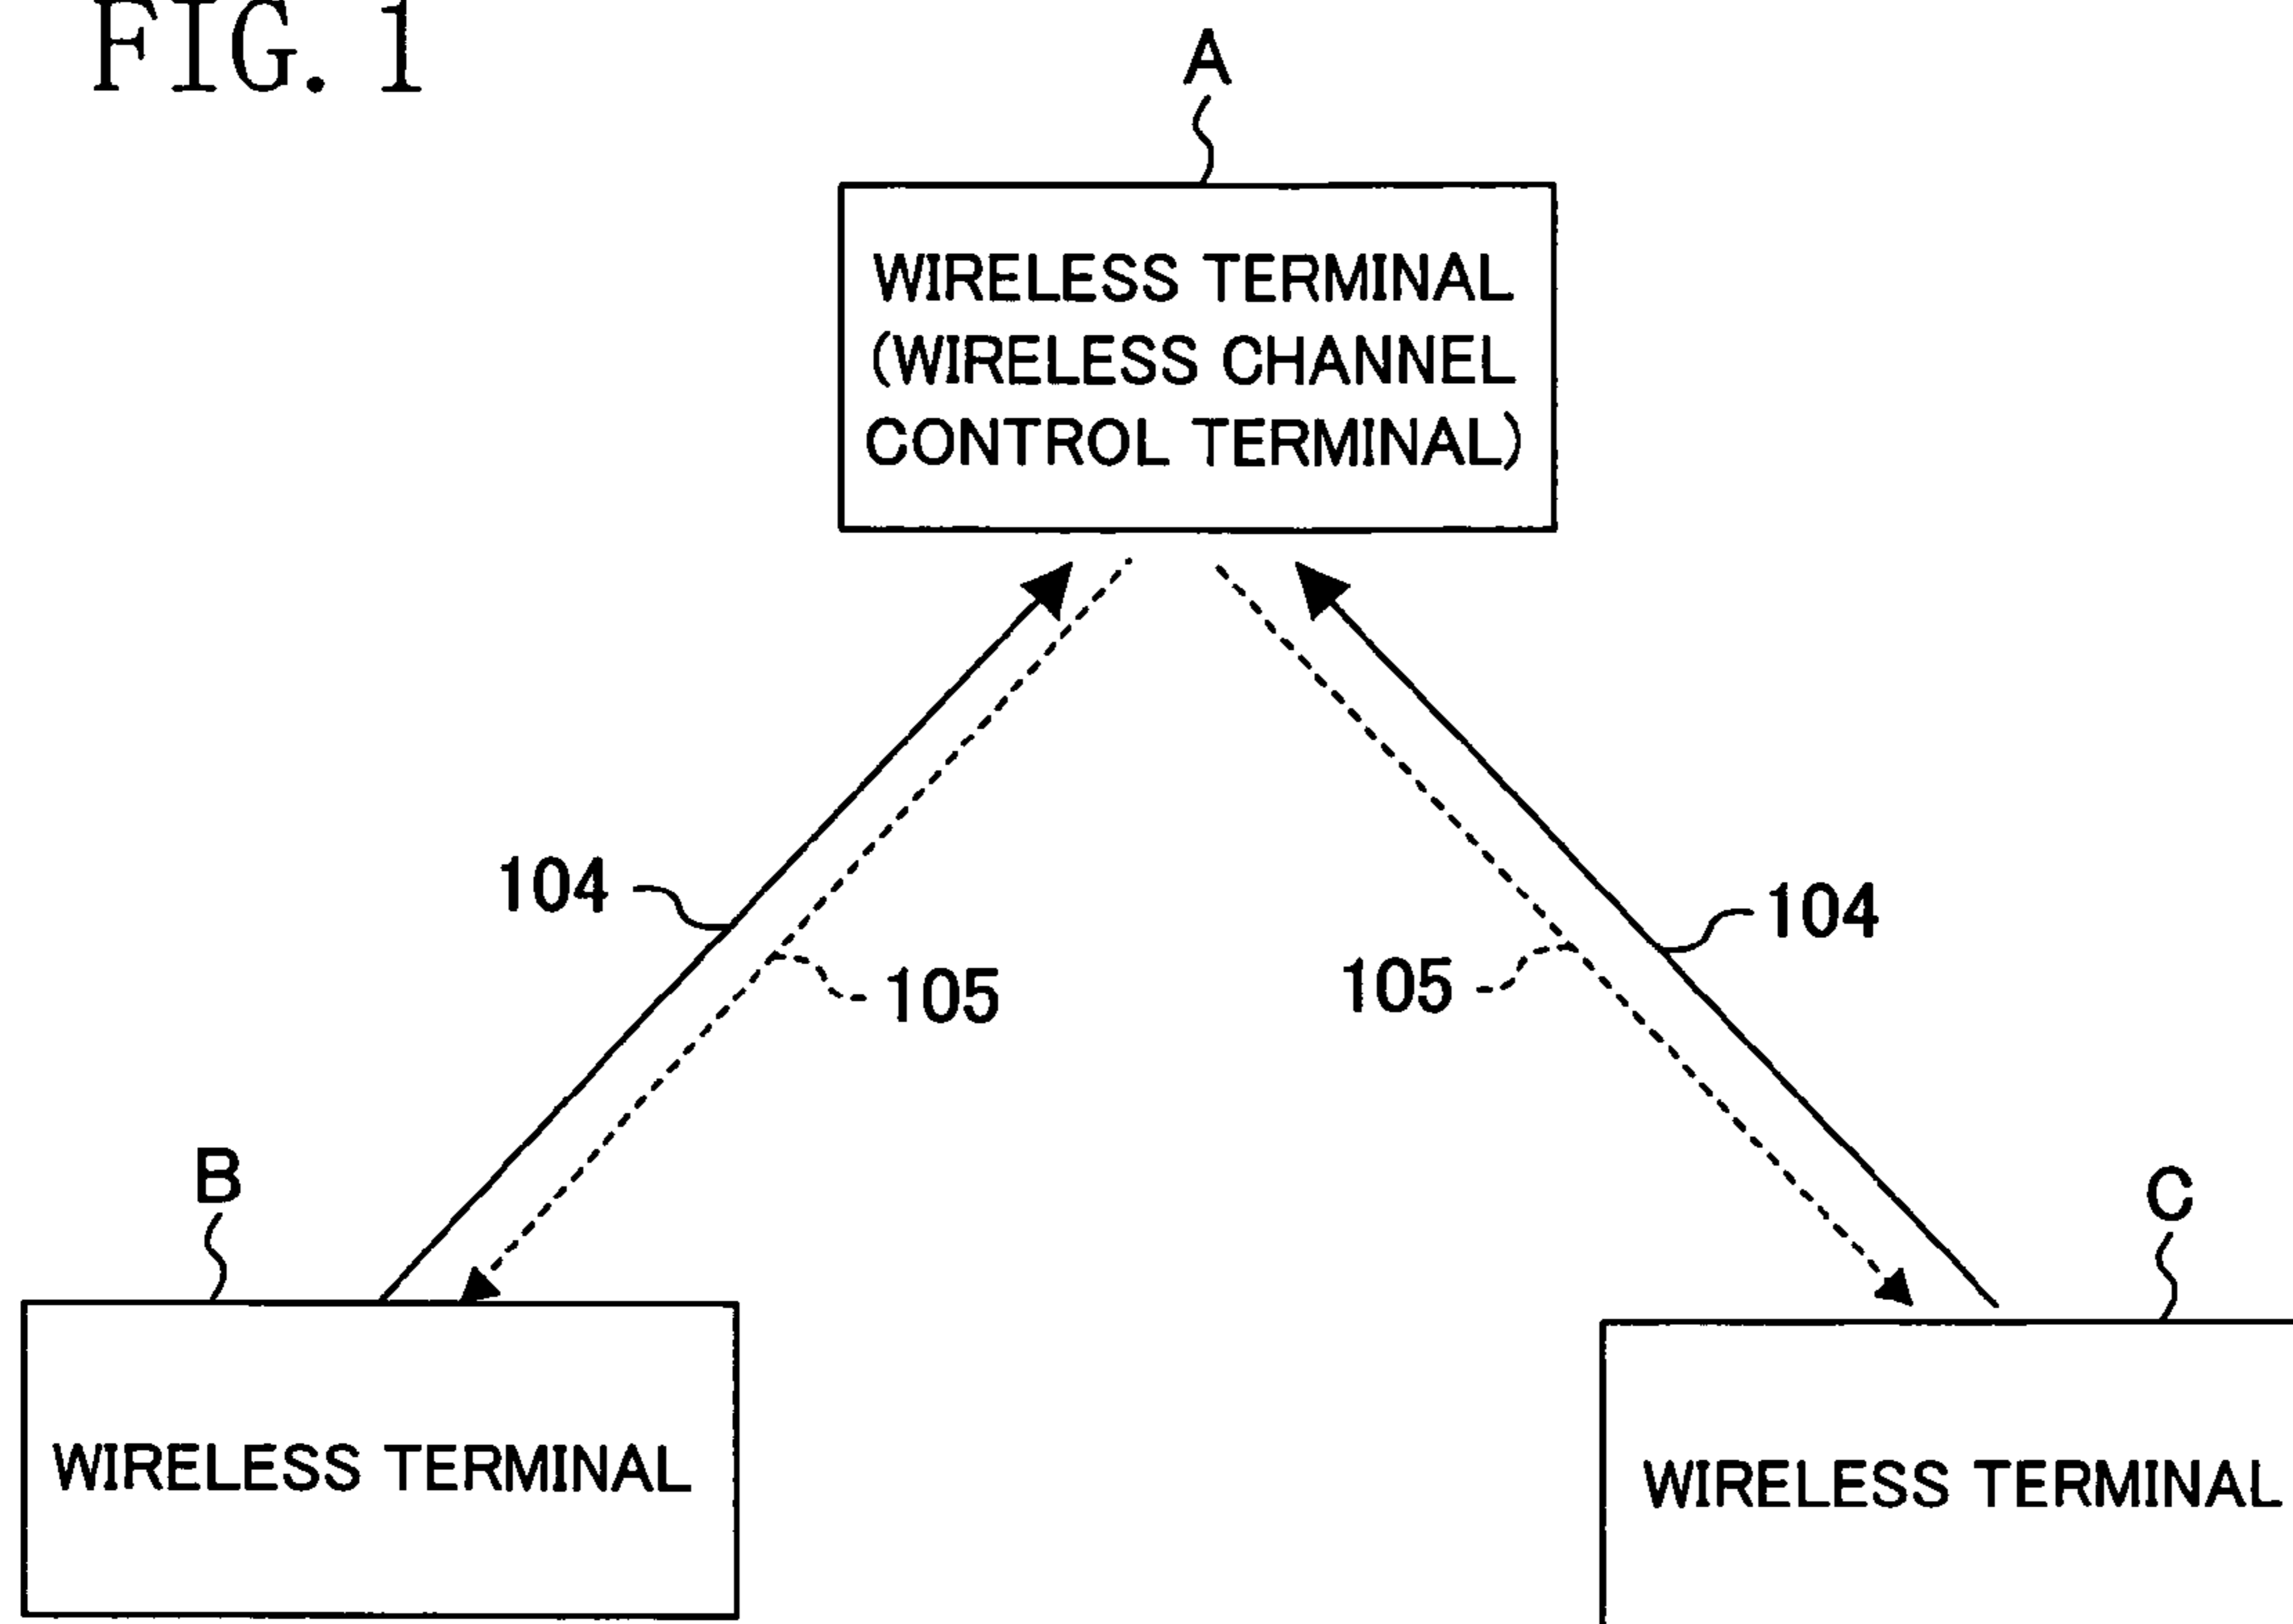 FIG. 1
A
WIRELESS TERMINAL
(WIRELESS CHANNEL
CONTROL TERMINAL)
104
105
105
104
B
C
WIRELESS TERMINAL
WIRELESS TERMINAL